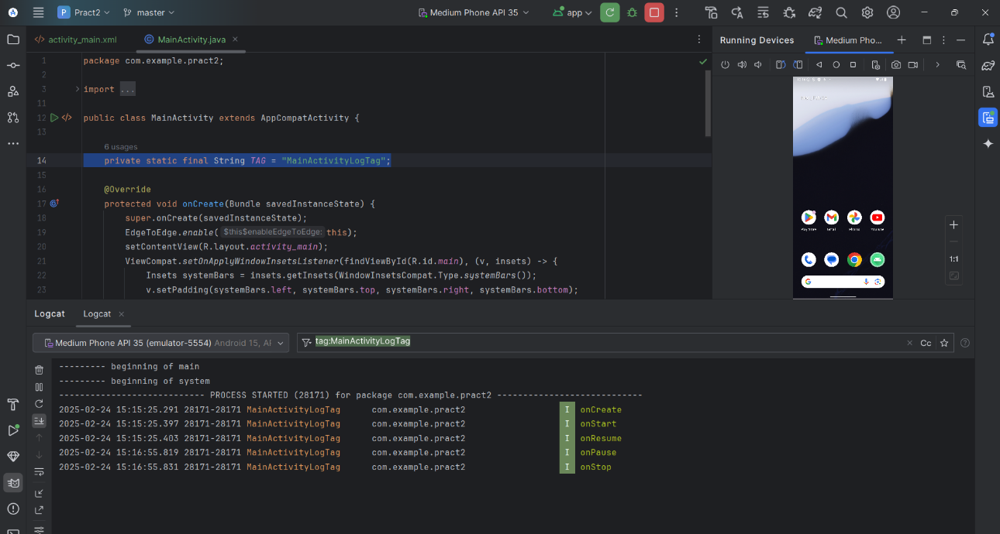 Pract2
master
Medium Phone API 35
app
activity_main.xml
MainActivity.java
Running Devices
Medium Pho...
1 package com.example.pract2;
2
3 import ...
11
12 public class MainActivity extends AppCompatActivity {
13
6 usages
14 private static final String TAG = "MainActivityLogTag";
15
16 @Override
17 protected void onCreate(Bundle savedInstanceState) {
18 super.onCreate(savedInstanceState);
19 EdgeToEdge.enable( $this$enableEdgeToEdge: this);
20 setContentView(R.layout.activity_main);
21 ViewCompat.setOnApplyWindowInsetsListener(findViewById(R.id.main), (v, insets) -> {
22 Insets systemBars = insets.getInsets(WindowInsetsCompat.Type.systemBars());
23 v.setPadding(systemBars.left, systemBars.top, systemBars.right, systemBars.bottom);
Play Store
Gmail
Photos
YouTube
1:1
Logcat
Logcat
Medium Phone API 35 (emulator-5554) Android 15, AP
tag:MainActivityLogTag
Cc
--------- beginning of main
--------- beginning of system
---------------------------- PROCESS STARTED (28171) for package com.example.pract2 ----------------------------
2025-02-24 15:15:25.291 28171-28171 MainActivityLogTag com.example.pract2 I onCreate
2025-02-24 15:15:25.397 28171-28171 MainActivityLogTag com.example.pract2 I onStart
2025-02-24 15:15:25.403 28171-28171 MainActivityLogTag com.example.pract2 I onResume
2025-02-24 15:16:55.819 28171-28171 MainActivityLogTag com.example.pract2 I onPause
2025-02-24 15:16:55.831 28171-28171 MainActivityLogTag com.example.pract2 I onStop